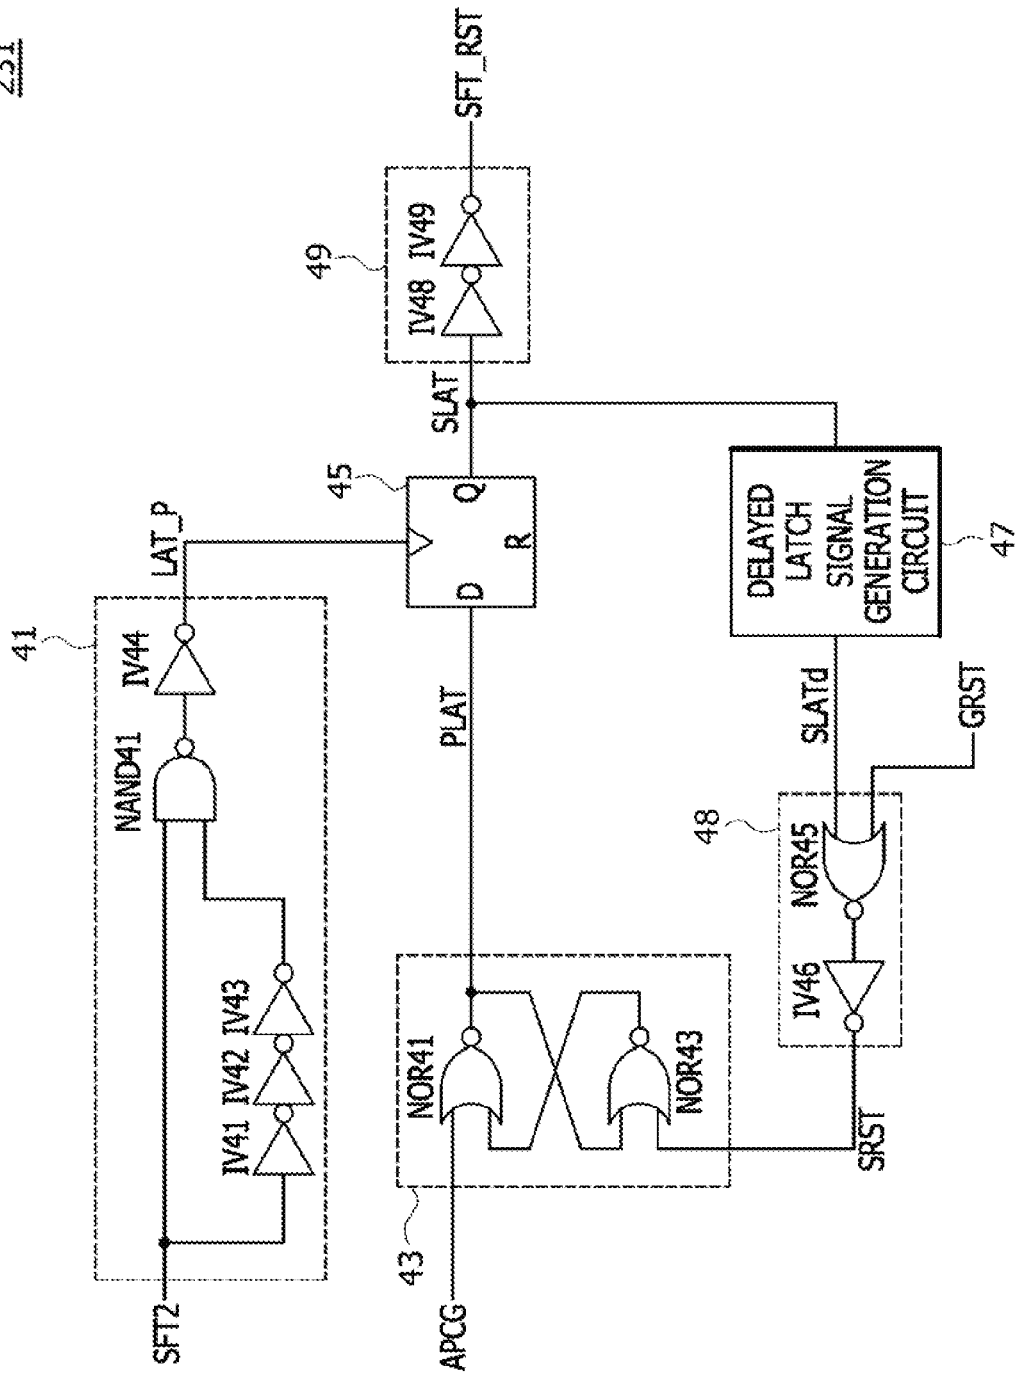 231
41
SFT2
IV41
IV42
IV43
NAND41
IV44
LAT_P
43
APCG
NOR41
NOR43
PLAT
45
D
Q
R
SLAT
49
IV48
IV49
SFT_RST
DELAYED
LATCH
SIGNAL
GENERATION
CIRCUIT
47
SLATd
GRST
48
NOR45
IV46
SRST